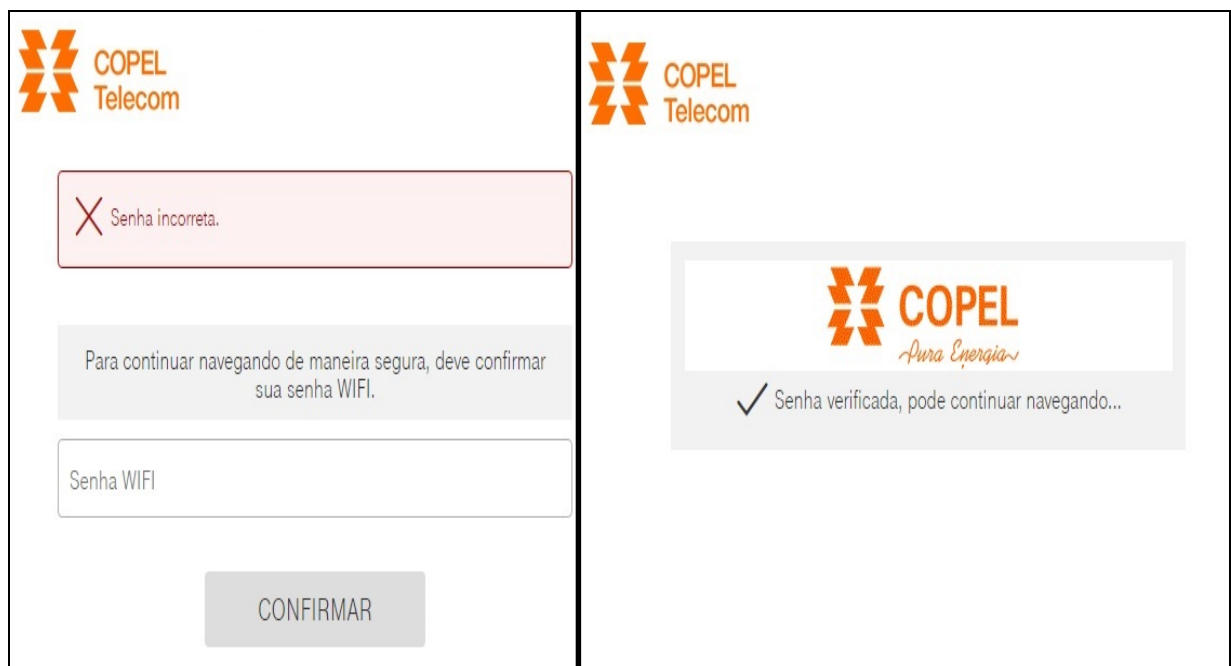 COPEL
Telecom
Senha incorreta.
Para continuar navegando de maneira segura, deve confirmar
sua senha WIFI.
Senha WIFI
CONFIRMAR
COPEL
Telecom
COPEL
Pura Energia
Senha verificada, pode continuar navegando...